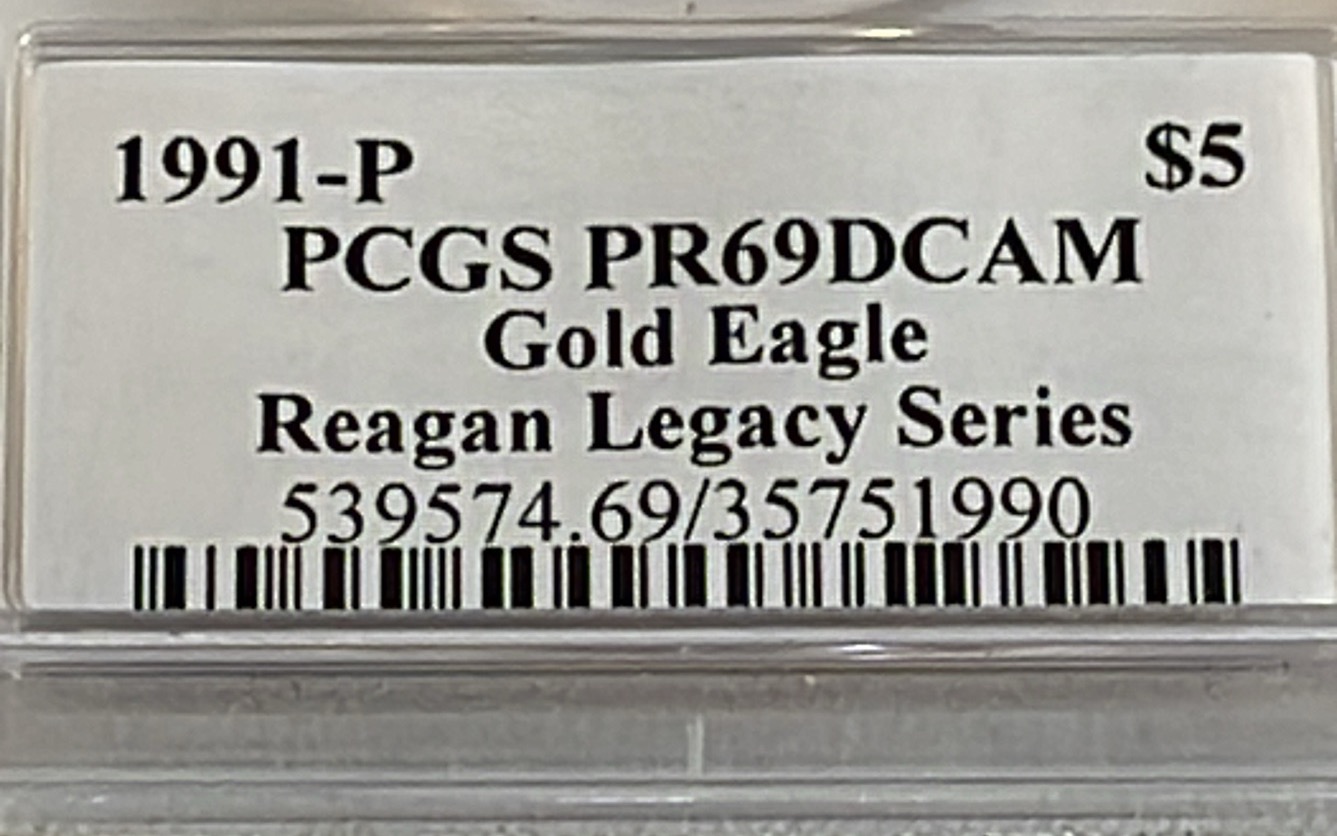 1991-P $5
PCGS PR69DCAM
Gold Eagle
Reagan Legacy Series
539574.69/35751990